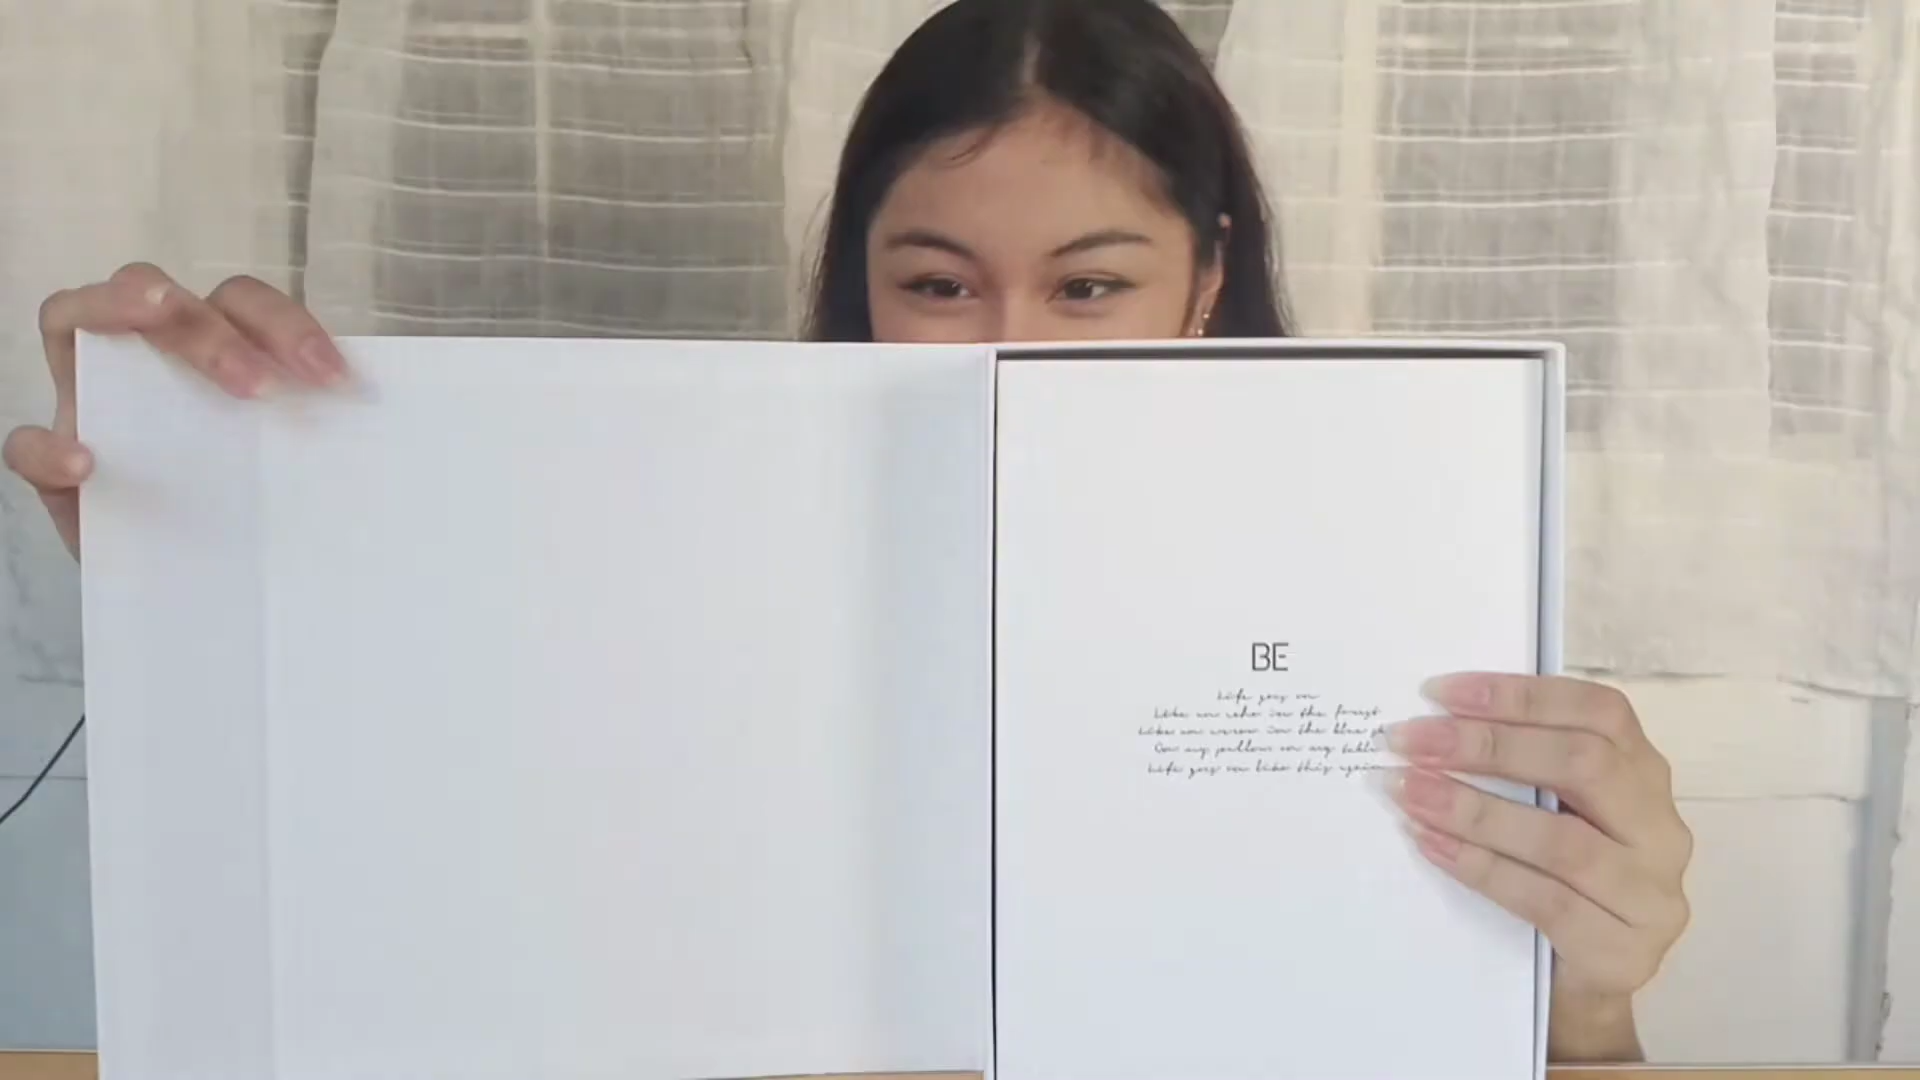 BE
Life goes on
Like an echo in the forest
Like an arrow in the blue
On my pillow on my table
Life goes on like this again